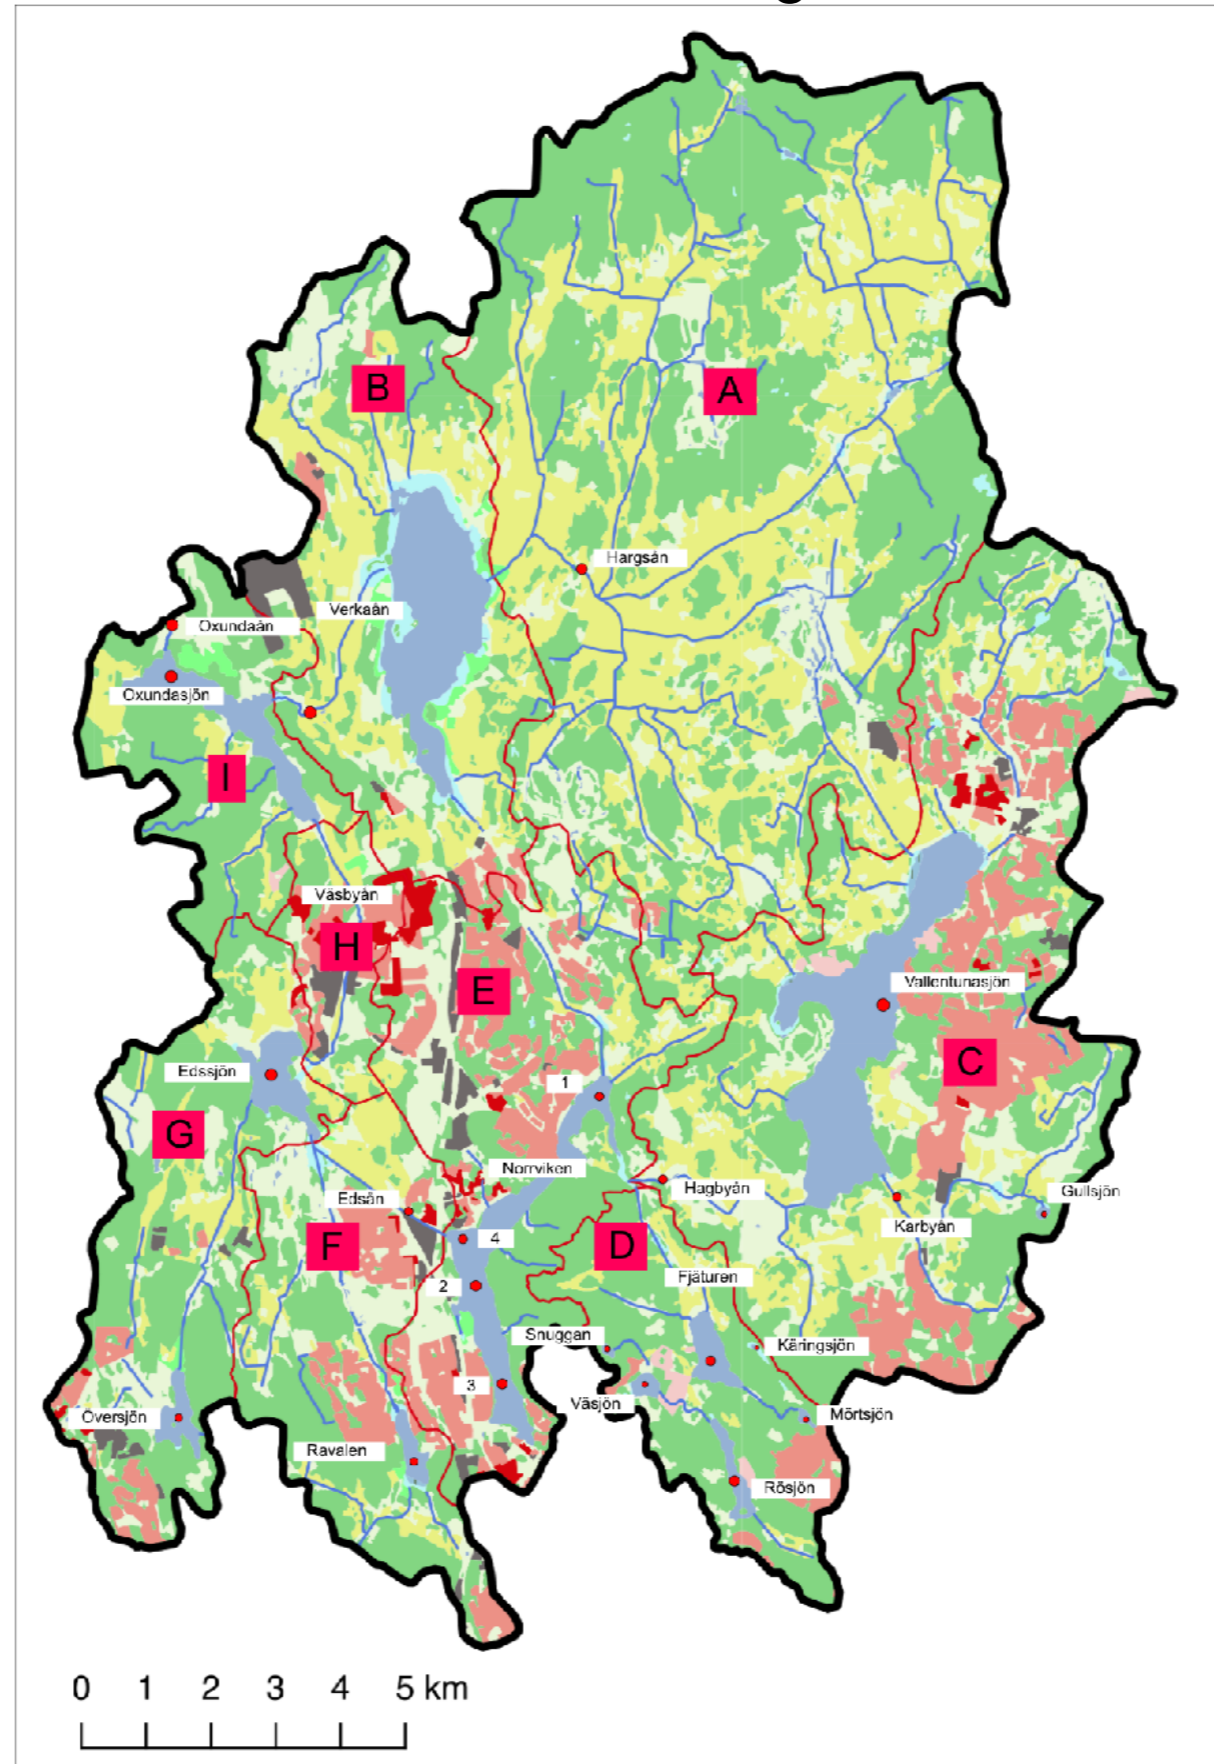 B
A
Hargsån
Verkaån
Oxundaån
Oxundasjön
I
Väsbyån
H
E
Vallentunasjön
C
Edssjön
1
G
Norrviken
Hagbyån
Gullsjön
Edsån
Karbyån
F
4
D
Fjäturen
2
Snuggan
Käringsjön
3
Väsjön
Översjön
Mörtsjön
Ravalen
Rösjön
0 1 2 3 4 5 km